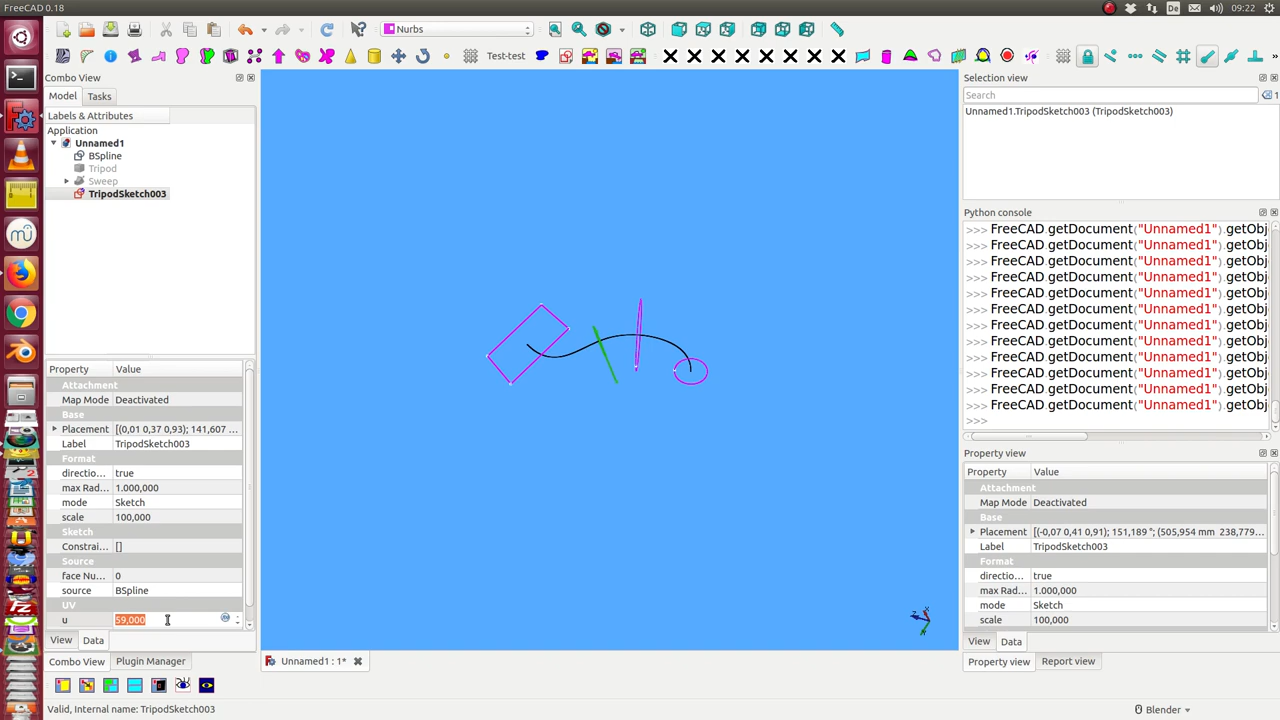 FreeCAD 0.18
De
09:22
Nurbs
Test-test
Combo View
Model
Tasks
Labels & Attributes
Application
Unnamed1
BSpline
Tripod
Sweep
TripodSketch003
Property Value
Attachment
Map Mode Deactivated
Base
Placement [(0,01 0,37 0,93); 141,607 ...
Label TripodSketch003
Format
directio... true
max Rad... 1.000,000
mode Sketch
scale 100,000
Sketch
Constrai... []
Source
face Nu... 0
source BSpline
UV
u 59,000
View Data
Combo View Plugin Manager
Valid, Internal name: TripodSketch003
Unnamed1 : 1*
Selection view
Search
1
Unnamed1.TripodSketch003 (TripodSketch003)
Python console
>>> FreeCAD.getDocument("Unnamed1").getObj
>>> FreeCAD.getDocument("Unnamed1").getObj
>>> FreeCAD.getDocument("Unnamed1").getObj
>>> FreeCAD.getDocument("Unnamed1").getObj
>>> FreeCAD.getDocument("Unnamed1").getObj
>>> FreeCAD.getDocument("Unnamed1").getObj
>>> FreeCAD.getDocument("Unnamed1").getObj
>>> FreeCAD.getDocument("Unnamed1").getObj
>>> FreeCAD.getDocument("Unnamed1").getObj
>>> FreeCAD.getDocument("Unnamed1").getObj
>>> FreeCAD.getDocument("Unnamed1").getObj
>>> FreeCAD.getDocument("Unnamed1").getObj
>>>
Property view
Property Value
Attachment
Map Mode Deactivated
Base
Placement [(-0,07 0,41 0,91); 151,189 °; (505,954 mm 238,779...
Label TripodSketch003
Format
directio... true
max Rad... 1.000,000
mode Sketch
scale 100,000
View Data
Property view Report view
Blender